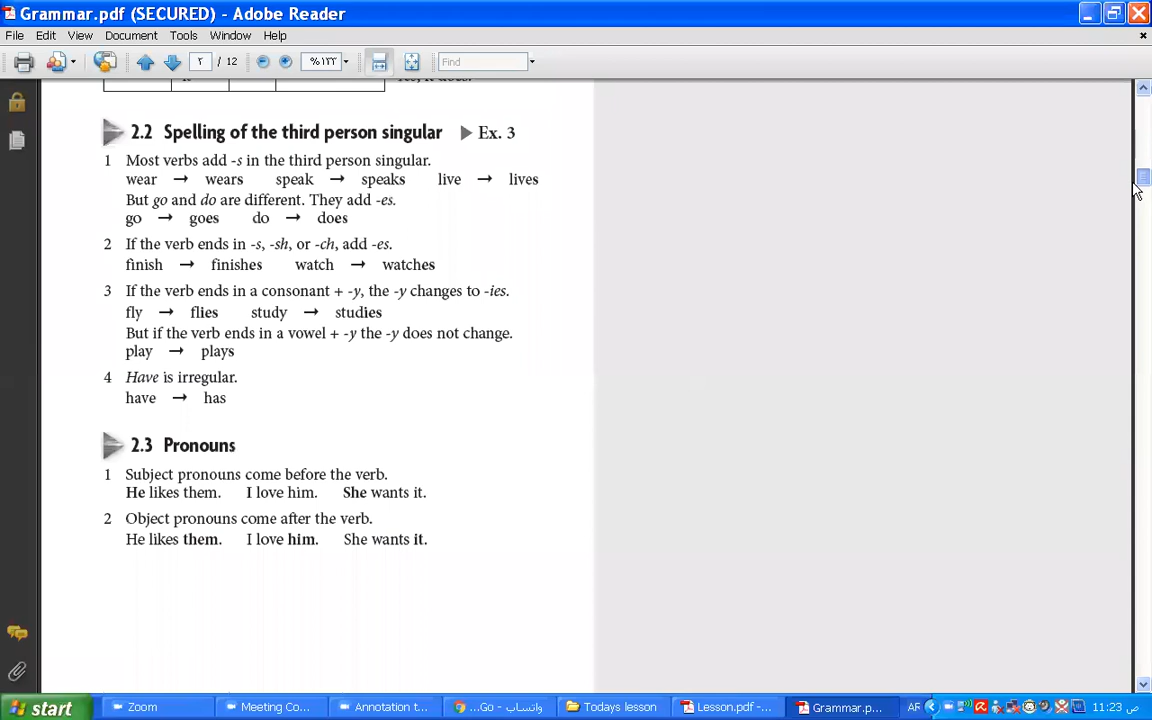 Grammar.pdf (SECURED) - Adobe Reader
File Edit View Document Tools Window Help
٢ / 12 %١٣٣ Find
2.2 Spelling of the third person singular Ex. 3
1 Most verbs add -s in the third person singular.
wear → wears speak → speaks live → lives
But go and do are different. They add -es.
go → goes do → does
2 If the verb ends in -s, -sh, or -ch, add -es.
finish → finishes watch → watches
3 If the verb ends in a consonant + -y, the -y changes to -ies.
fly → flies study → studies
But if the verb ends in a vowel + -y the -y does not change.
play → plays
4 Have is irregular.
have → has
2.3 Pronouns
1 Subject pronouns come before the verb.
He likes them. I love him. She wants it.
2 Object pronouns come after the verb.
He likes them. I love him. She wants it.
start Zoom Meeting Co... Annotation t... واتساب - Go... Todays lesson Lesson.pdf -... Grammar.p... AR 11:23 ص